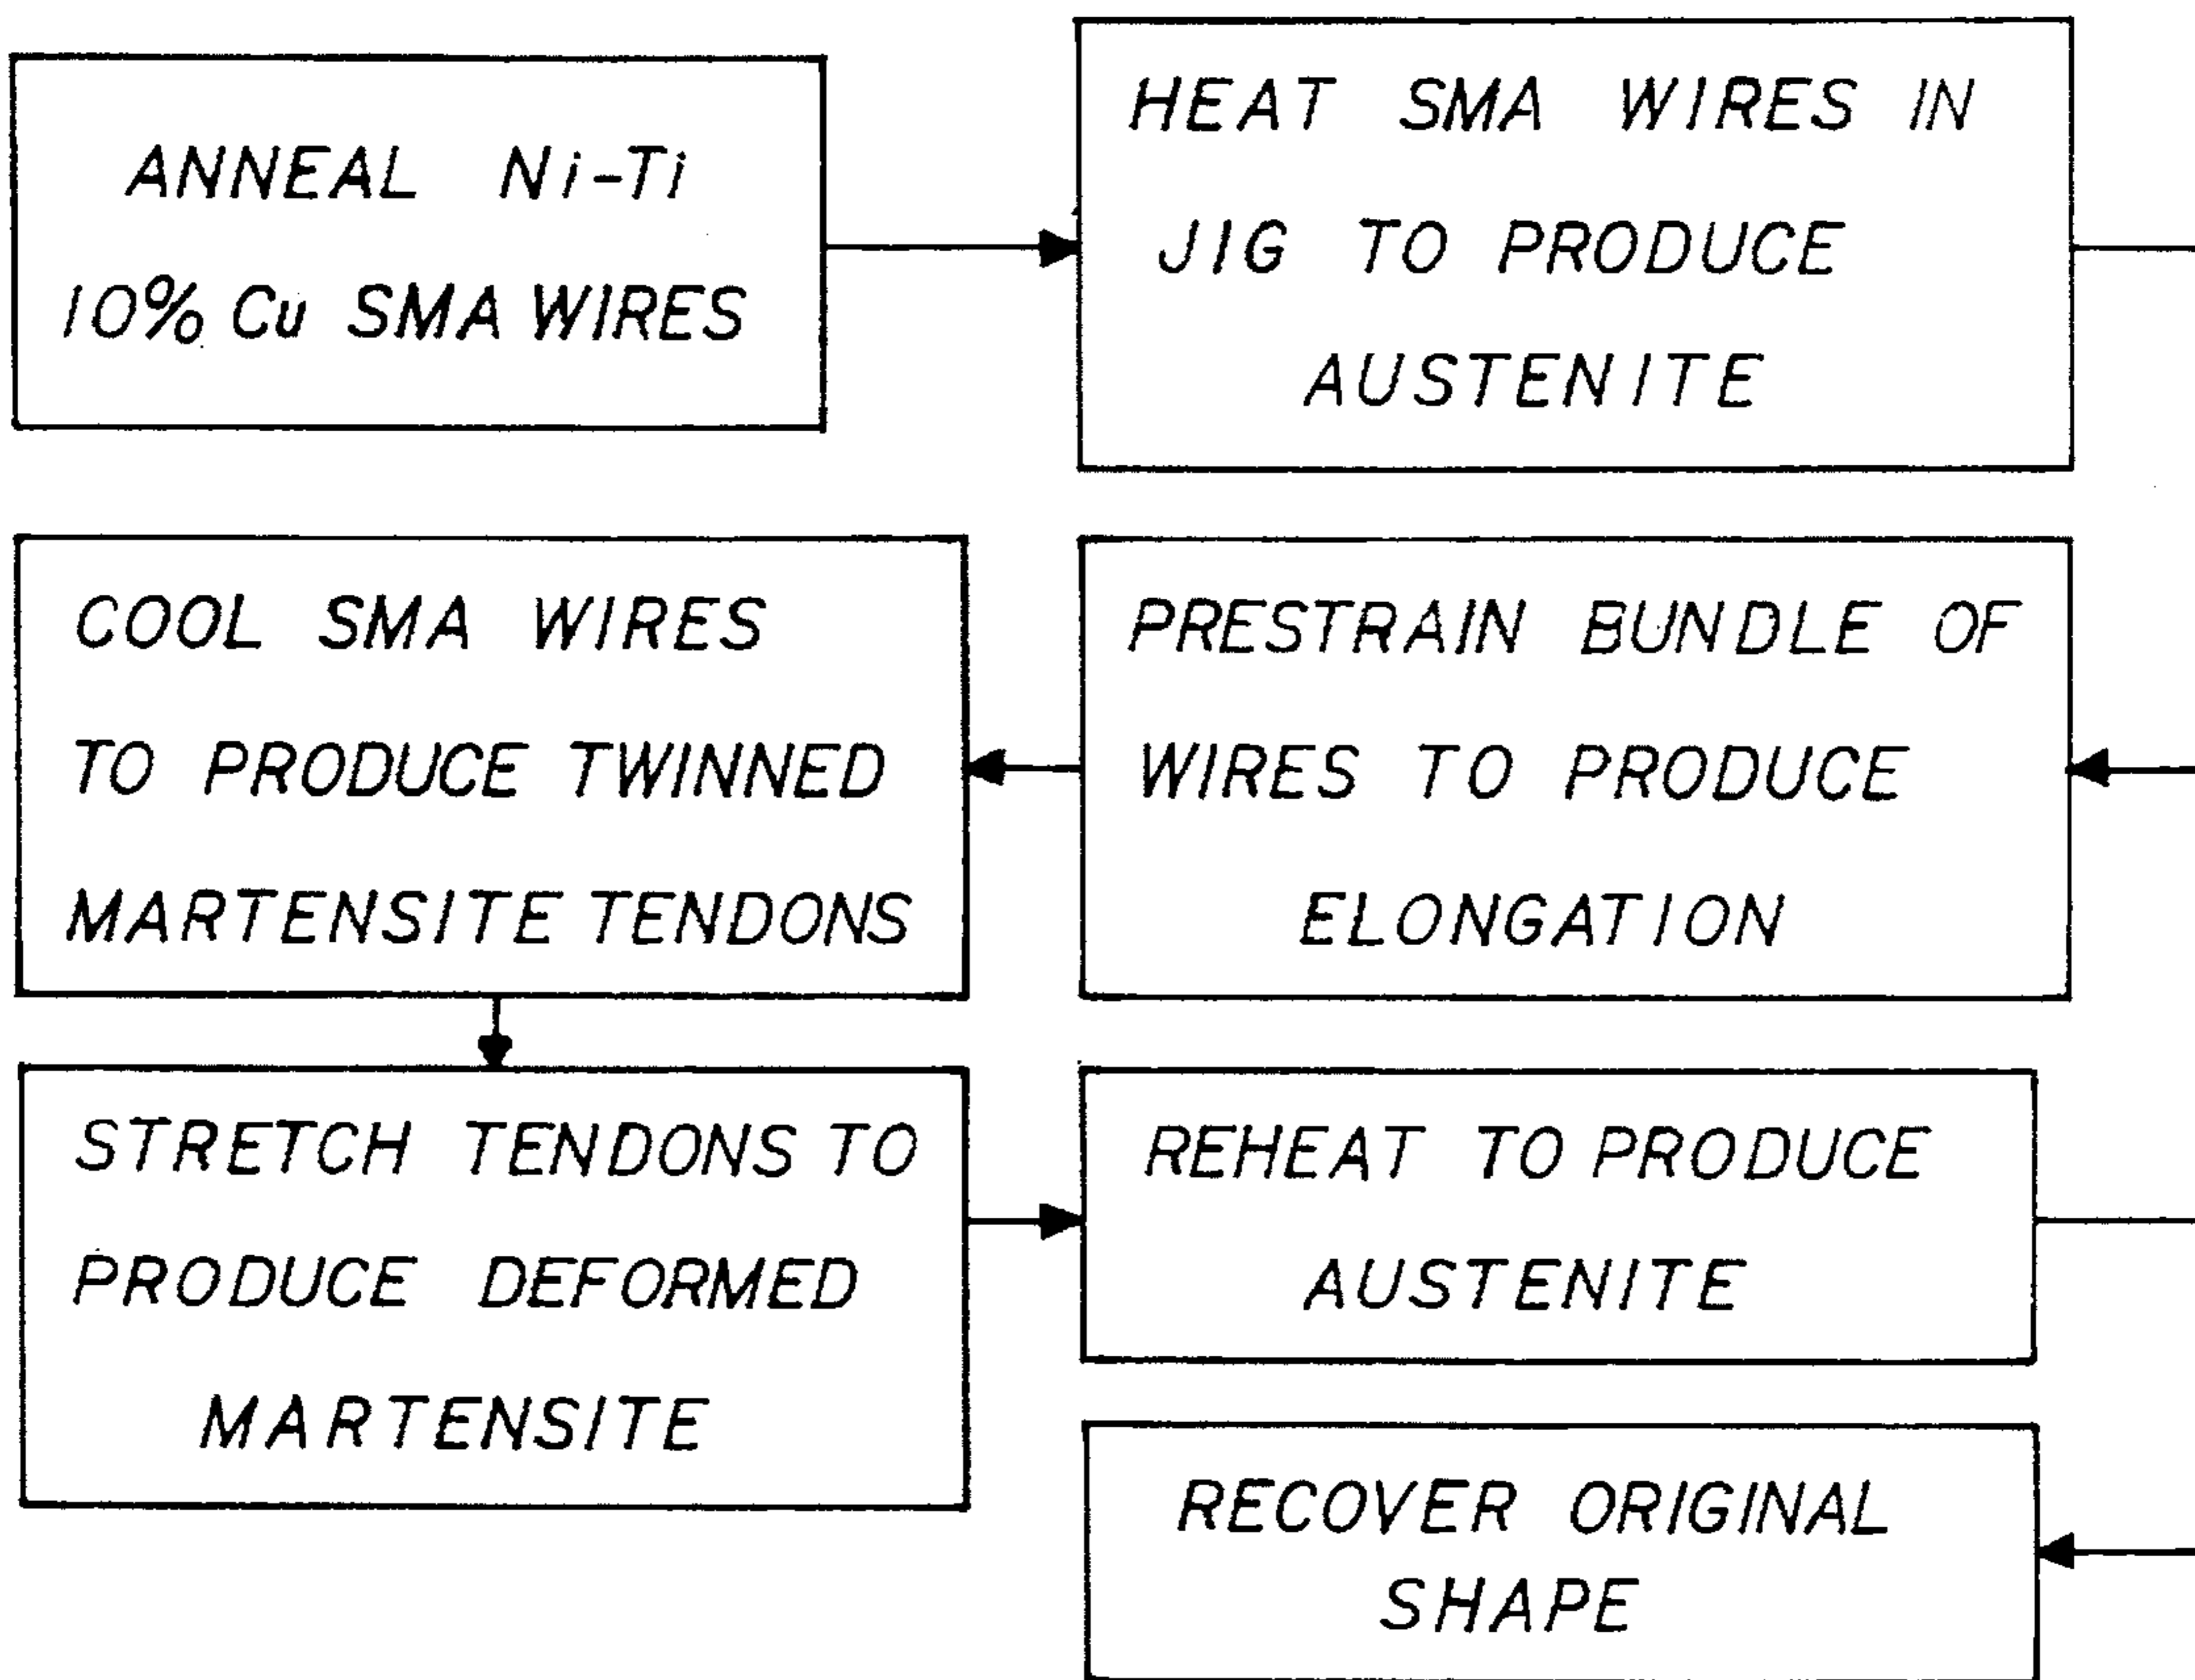 ANNEAL Ni-Ti
10% Cu SMA WIRES
HEAT SMA WIRES IN
JIG TO PRODUCE
AUSTENITE
PRESTRAIN BUNDLE OF
WIRES TO PRODUCE
ELONGATION
COOL SMA WIRES
TO PRODUCE TWINNED
MARTENSITE TENDONS
STRETCH TENDONS TO
PRODUCE DEFORMED
MARTENSITE
REHEAT TO PRODUCE
AUSTENITE
RECOVER ORIGINAL
SHAPE